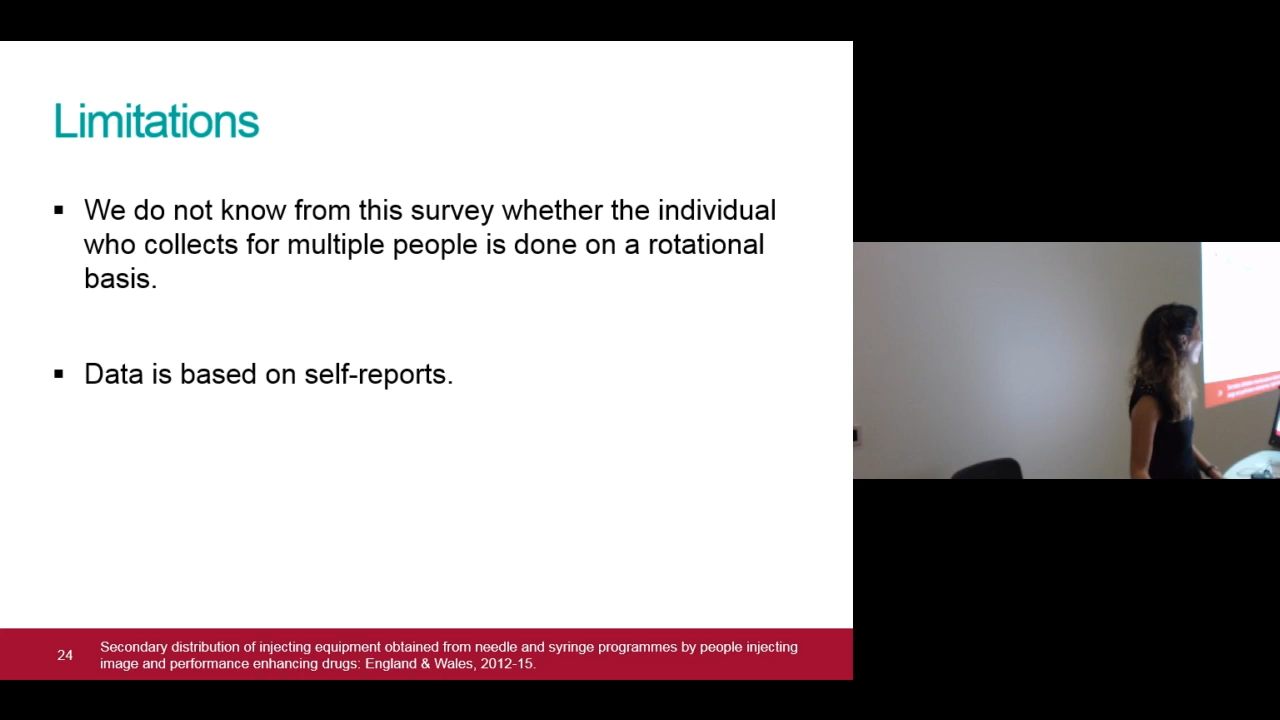 Limitations
▪ We do not know from this survey whether the individual
who collects for multiple people is done on a rotational
basis.
▪ Data is based on self-reports.
24
Secondary distribution of injecting equipment obtained from needle and syringe programmes by people injecting
image and performance enhancing drugs: England & Wales, 2012-15.